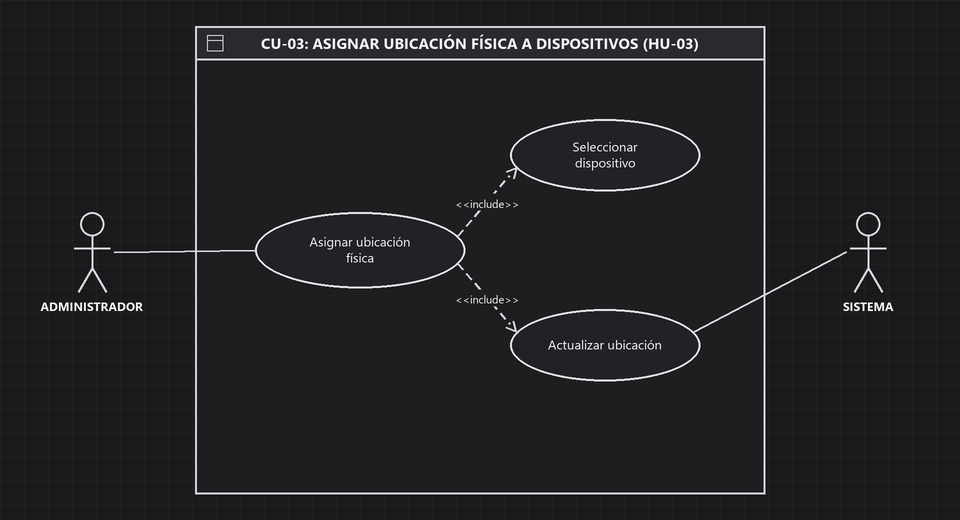 CU-03: ASIGNAR UBICACIÓN FÍSICA A DISPOSITIVOS (HU-03)
Seleccionar
dispositivo
<<include>>
Asignar ubicación
física
<<include>>
ADMINISTRADOR
SISTEMA
Actualizar ubicación